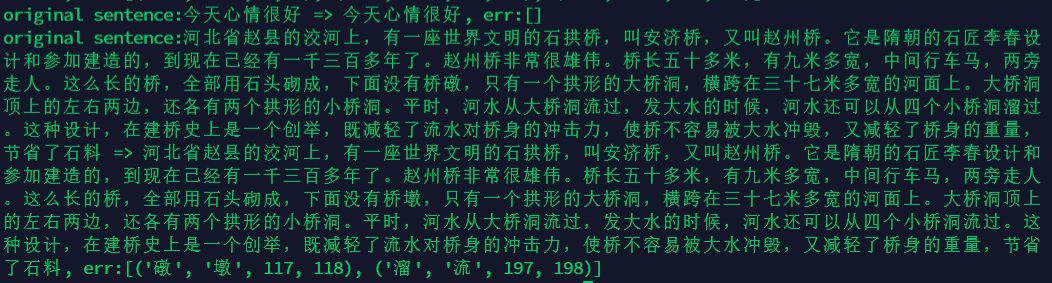 original sentence:今天心情很好 => 今天心情很好, err:[]
original sentence:河北省赵县的洨河上，有一座世界文明的石拱桥，叫安济桥，又叫赵州桥。它是隋朝的石匠李春设
计和参加建造的，到现在己经有一千三百多年了。赵州桥非常很雄伟。桥长五十多米，有九米多宽，中间行车马，两旁
走人。这么长的桥，全部用石头砌成，下面没有桥礅，只有一个拱形的大桥洞，横跨在三十七米多宽的河面上。大桥洞
顶上的左右两边，还各有两个拱形的小桥洞。平时，河水从大桥洞流过，发大水的时候，河水还可以从四个小桥洞溜过
。这种设计，在建桥史上是一个创举，既减轻了流水对桥身的冲击力，使桥不容易被大水冲毁，又减轻了桥身的重量，
节省了石料 => 河北省赵县的洨河上，有一座世界文明的石拱桥，叫安济桥，又叫赵州桥。它是隋朝的石匠李春设计和
参加建造的，到现在己经有一千三百多年了。赵州桥非常很雄伟。桥长五十多米，有九米多宽，中间行车马，两旁走人
。这么长的桥，全部用石头砌成，下面没有桥墩，只有一个拱形的大桥洞，横跨在三十七米多宽的河面上。大桥洞顶上
的左右两边，还各有两个拱形的小桥洞。平时，河水从大桥洞流过，发大水的时候，河水还可以从四个小桥洞流过。这
种设计，在建桥史上是一个创举，既减轻了流水对桥身的冲击力，使桥不容易被大水冲毁，又减轻了桥身的重量，节省
了石料, err:[('礅', '墩', 117, 118), ('溜', '流', 197, 198)]